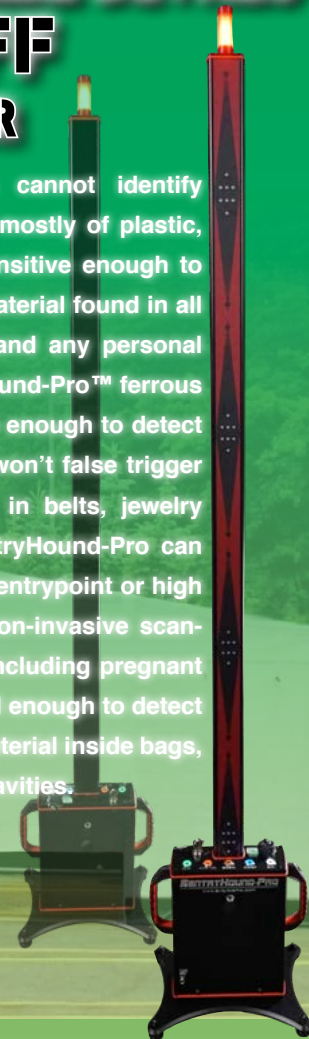 FF
R
cannot identify
mostly of plastic,
nsitive enough to
aterial found in all
and any personal
und-Pro™ ferrous
enough to detect
won't false trigger
in belts, jewelry
tryHound-Pro can
entrypoint or high
on-invasive scan-
ncluding pregnant
enough to detect
terial inside bags,
avities.
SENTRYHOUND-PRO